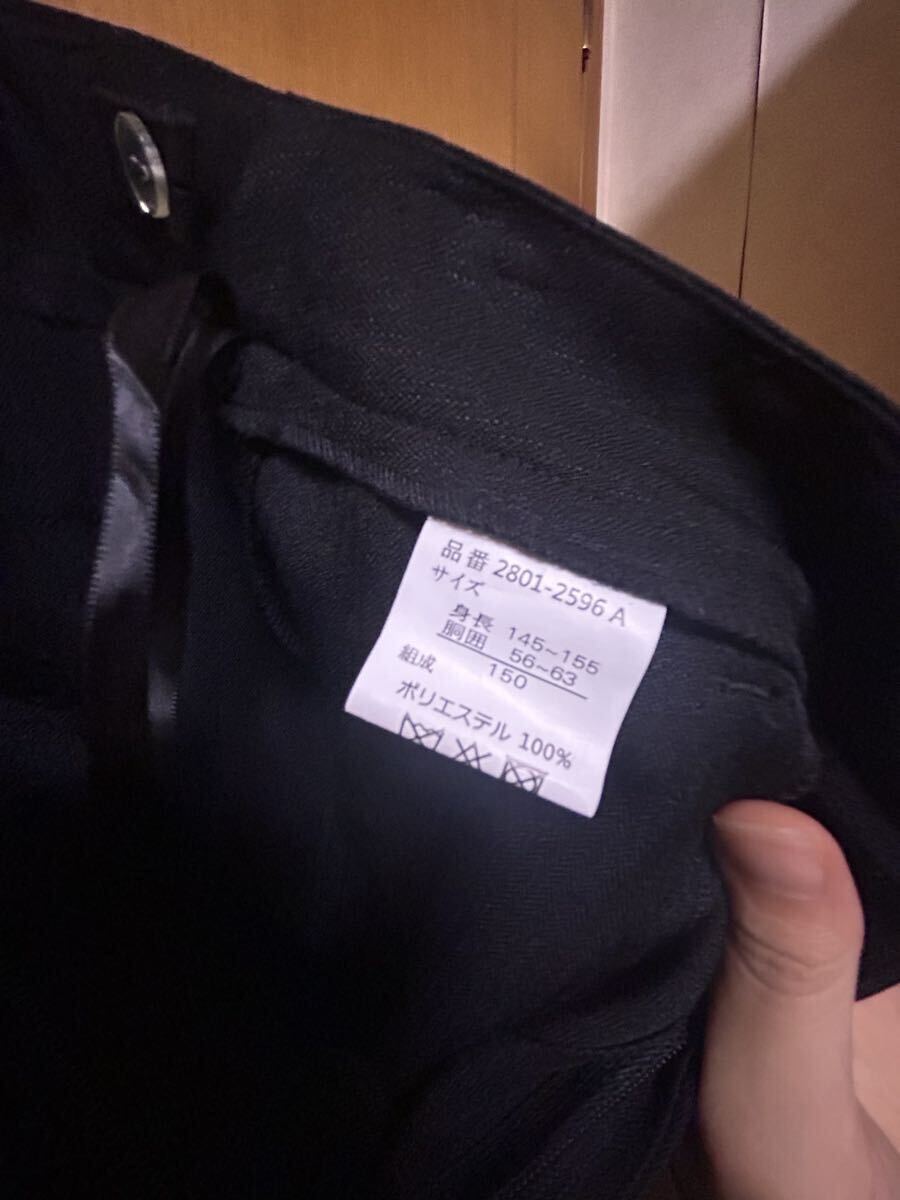 品番 2801-2596 A
サイズ
身長 145~155
胴囲 56~63
150
組成
ポリエステル 100%